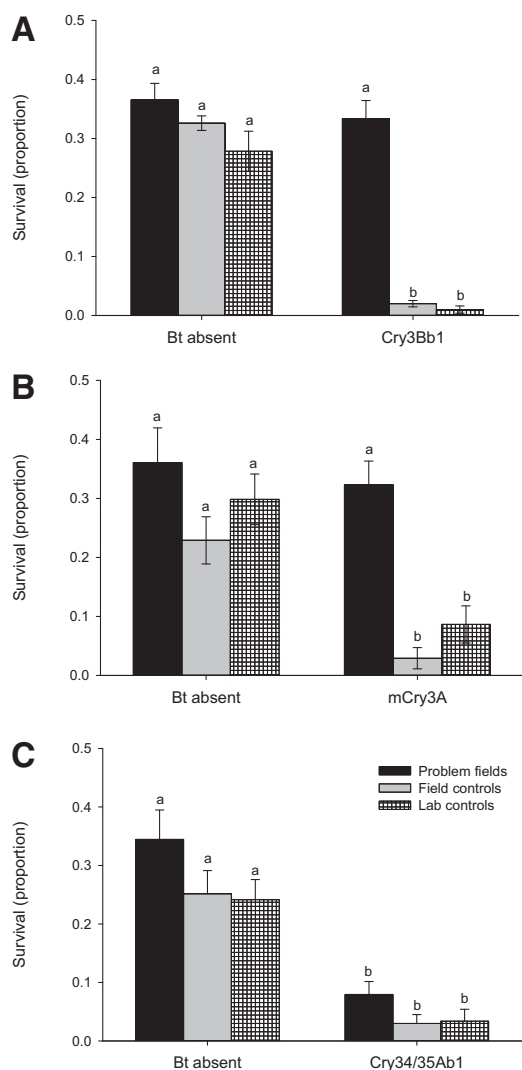 A
Survival (proportion)
0.5
0.4
0.3
0.2
0.1
0.0
a
a
a
a
b
b
Bt absent
Cry3Bb1
B
Survival (proportion)
0.5
0.4
0.3
0.2
0.1
0.0
a
a
a
a
b
b
Bt absent
mCry3A
C
Survival (proportion)
0.5
0.4
0.3
0.2
0.1
0.0
Problem fields
Field controls
Lab controls
a
a
a
b
b
b
Bt absent
Cry34/35Ab1